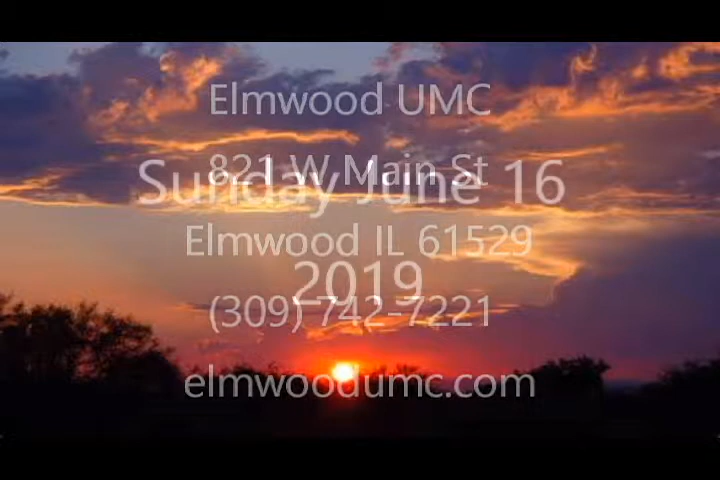 Elmwood UMC
821 W Main St
Sunday June 16
Elmwood IL 61529
2019
(309) 742-7221
elmwoodumc.com